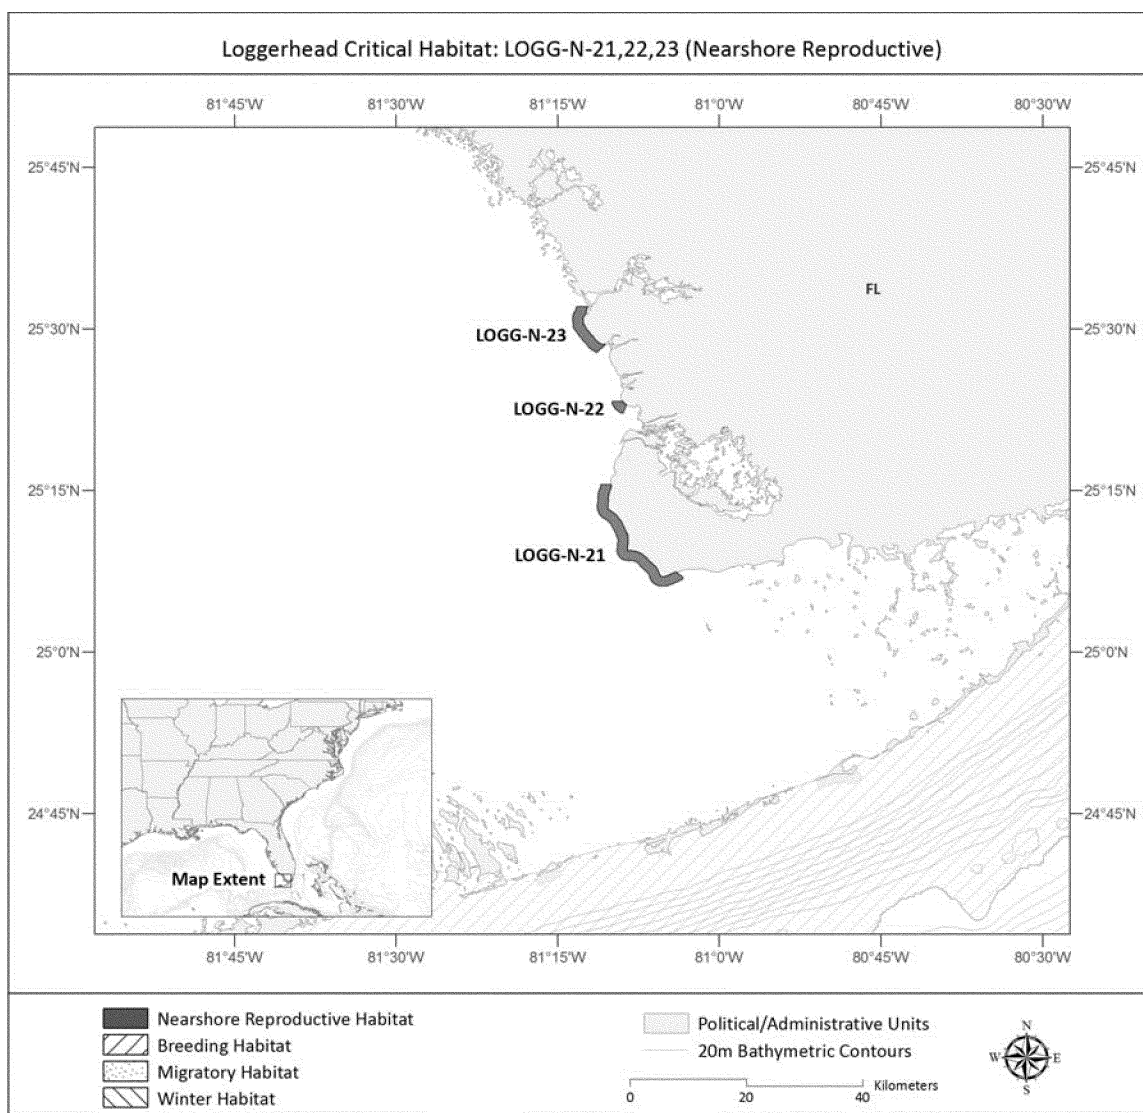 Loggerhead Critical Habitat: LOGG-N-21,22,23 (Nearshore Reproductive)
81°45'W 81°30'W 81°15'W 81°0'W 80°45'W 80°30'W
25°45'N 25°45'N
FL
25°30'N LOGG-N-23 25°30'N
LOGG-N-22
25°15'N 25°15'N
LOGG-N-21
25°0'N 25°0'N
24°45'N 24°45'N
Map Extent
81°45'W 81°30'W 81°15'W 81°0'W 80°45'W 80°30'W
Nearshore Reproductive Habitat
Breeding Habitat
Migratory Habitat
Winter Habitat
Political/Administrative Units
20m Bathymetric Contours
Kilometers
0 20 40
N
W E
S